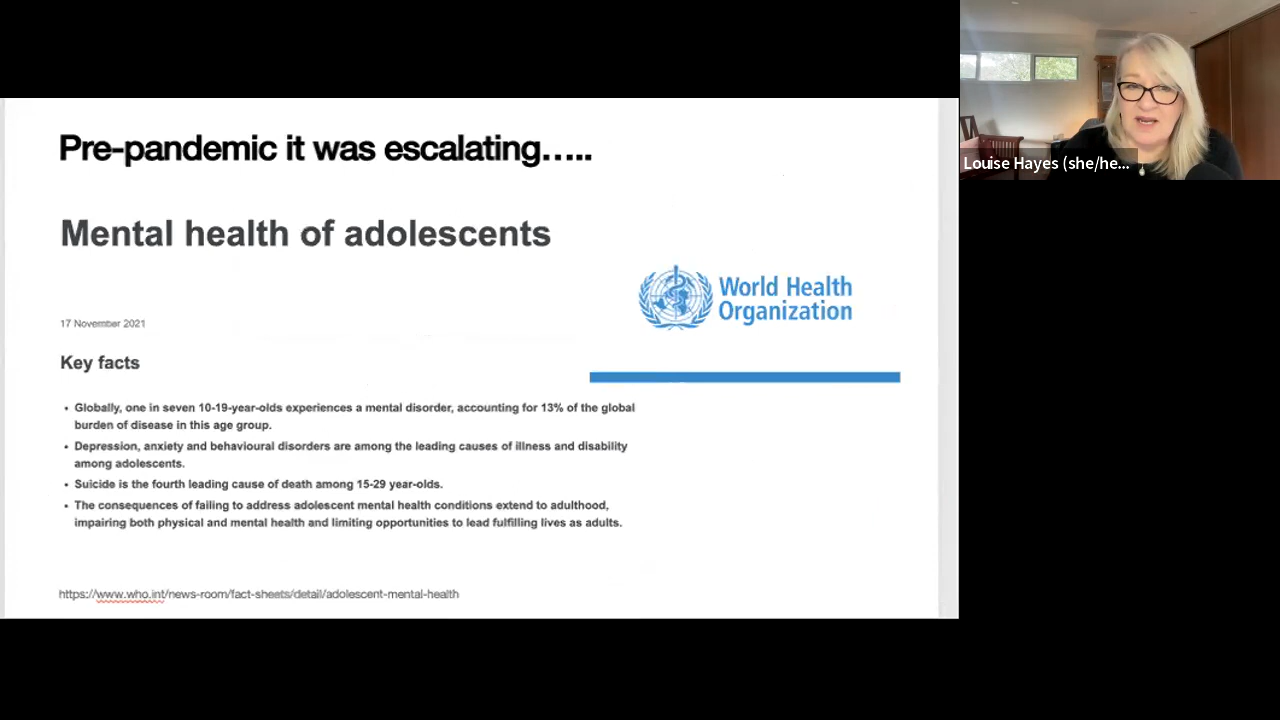 Pre-pandemic it was escalating.....
Mental health of adolescents
World Health
Organization
17 November 2021
Key facts
• Globally, one in seven 10-19-year-olds experiences a mental disorder, accounting for 13% of the global
burden of disease in this age group.
• Depression, anxiety and behavioural disorders are among the leading causes of illness and disability
among adolescents.
• Suicide is the fourth leading cause of death among 15-29 year-olds.
• The consequences of failing to address adolescent mental health conditions extend to adulthood,
impairing both physical and mental health and limiting opportunities to lead fulfilling lives as adults.
https://www.who.int/news-room/fact-sheets/detail/adolescent-mental-health
Louise Hayes (she/he...